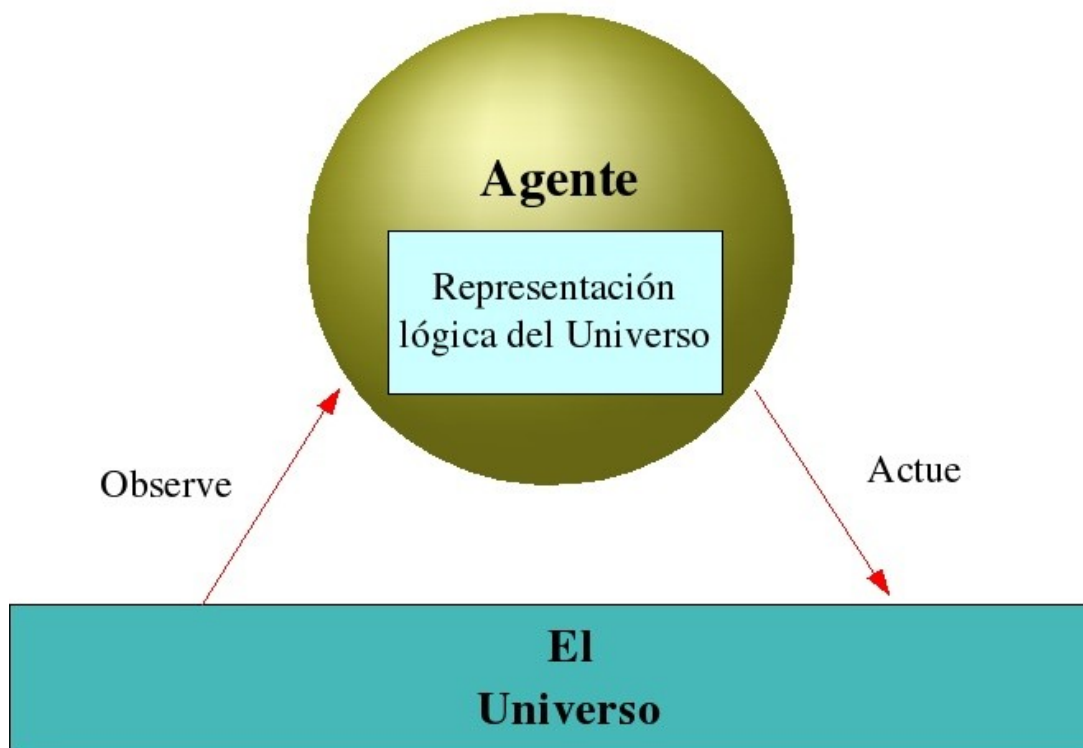 Agente
Representación
lógica del Universo
Observe
Actue
El
Universo